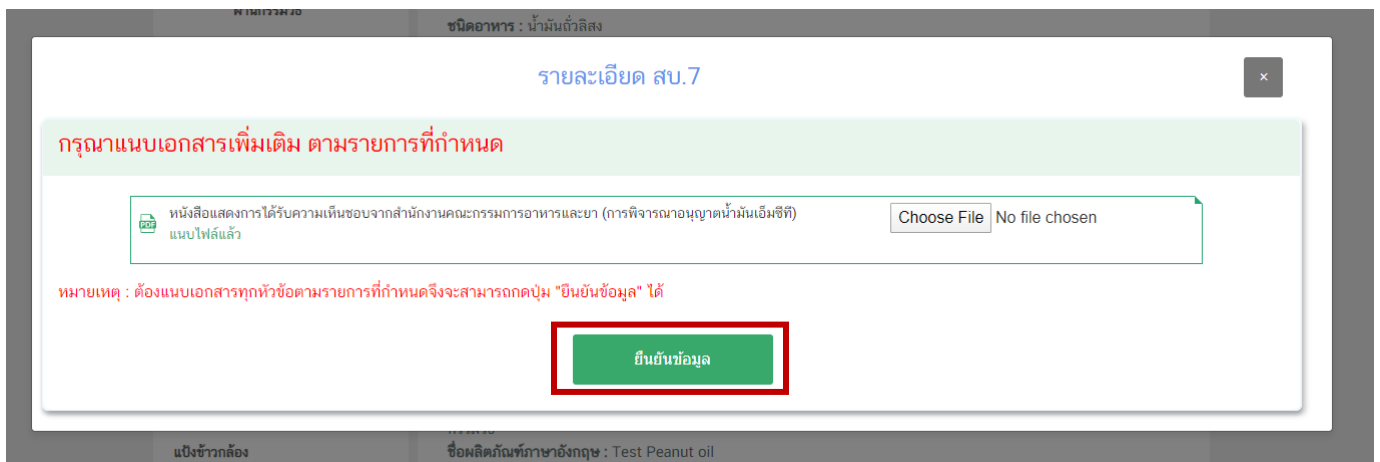 ชนิดอาหาร : น้ำมันถั่วลิสง
รายละเอียด สบ.7
×
กรุณาแนบเอกสารเพิ่มเติม ตามรายการที่กำหนด
PDF
หนังสือแสดงการได้รับความเห็นชอบจากสำนักงานคณะกรรมการอาหารและยา (การพิจารณาอนุญาตน้ำมันเอ็มซีที)
แนบไฟล์แล้ว
Choose File No file chosen
หมายเหตุ : ต้องแนบเอกสารทุกหัวข้อตามรายการที่กำหนดจึงจะสามารถกดปุ่ม "ยืนยันข้อมูล" ได้
ยืนยันข้อมูล
แป้งข้าวกล้อง
ชื่อผลิตภัณฑ์ภาษาอังกฤษ : Test Peanut oil